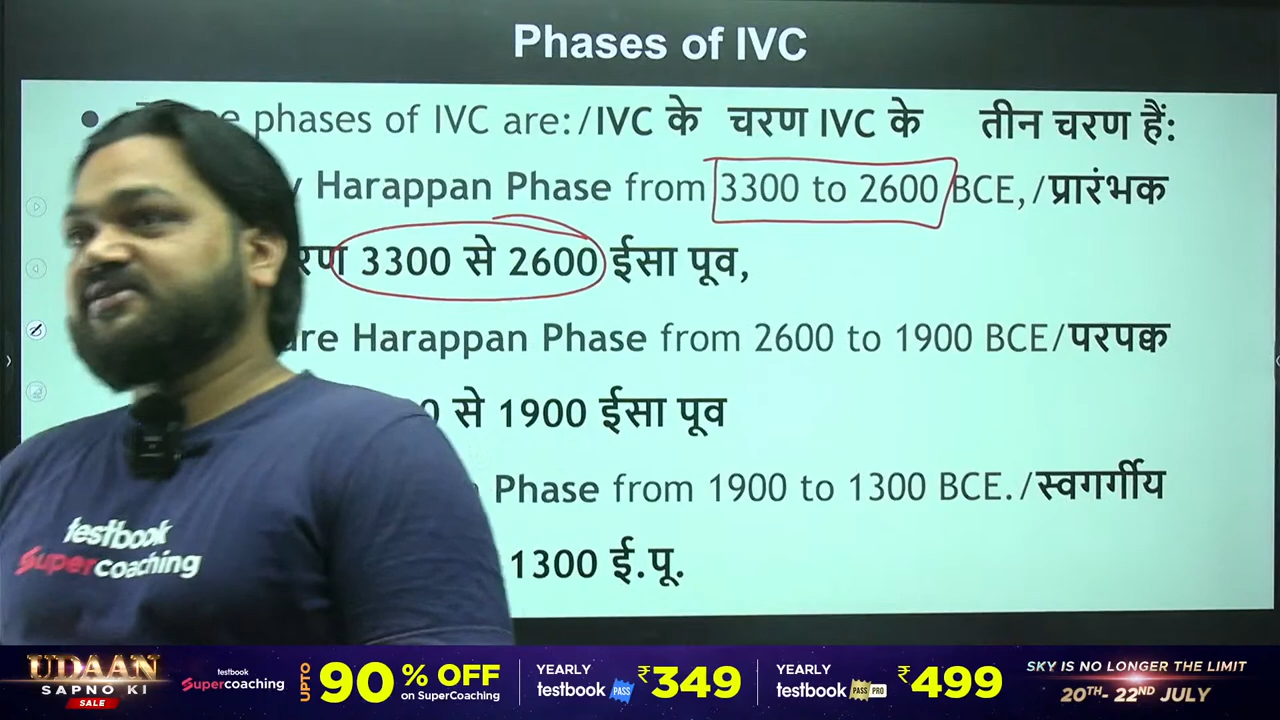 Phases of IVC
phases of IVC are:/IVC के चरण IVC के तीन चरण हैं:
Harappan Phase from 3300 to 2600 BCE,/प्रारंभक
3300 से 2600 ईसा पूव,
Harappan Phase from 2600 to 1900 BCE/परपक्व
से 1900 ईसा पूव
Phase from 1900 to 1300 BCE./स्वगर्गीय
1300 ई.पू.
testbook
Supercoaching
UDAAN
SAPNO KI
SALE
testbook
Supercoaching
UPTO 90% OFF
on SuperCoaching
YEARLY
testbook PASS
₹349
YEARLY
testbook PASS PRO
₹499
SKY IS NO LONGER THE LIMIT
20TH- 22ND JULY